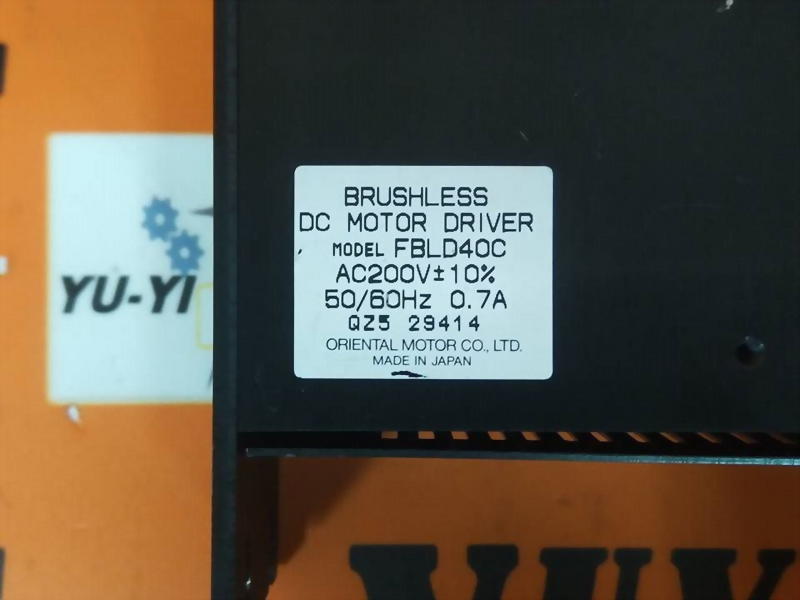 YU-YI
BRUSHLESS
DC MOTOR DRIVER
MODEL FBLD40C
AC200V±10%
50/60Hz 0.7A
QZ5 29414
ORIENTAL MOTOR CO., LTD.
MADE IN JAPAN